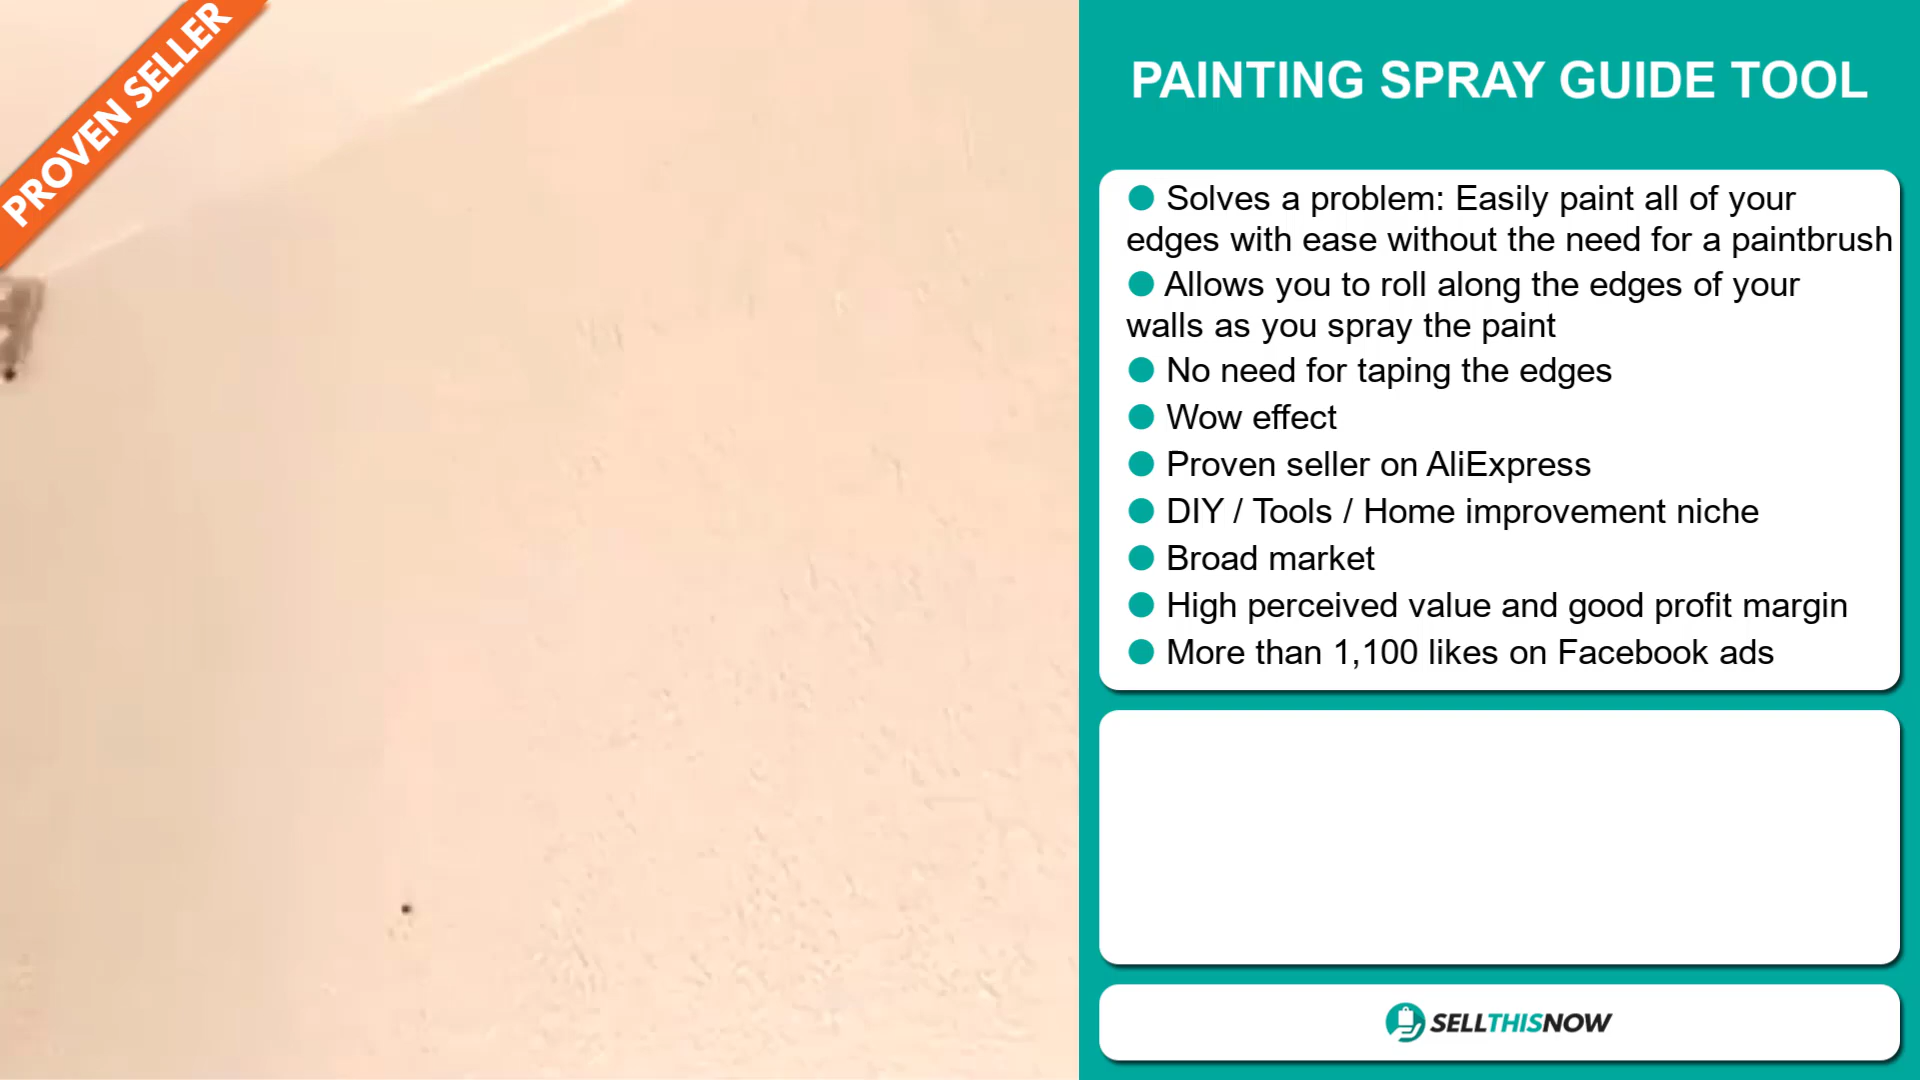 PROVEN SELLER
PAINTING SPRAY GUIDE TOOL
● Solves a problem: Easily paint all of your
edges with ease without the need for a paintbrush
● Allows you to roll along the edges of your
walls as you spray the paint
● No need for taping the edges
● Wow effect
● Proven seller on AliExpress
● DIY / Tools / Home improvement niche
● Broad market
● High perceived value and good profit margin
● More than 1,100 likes on Facebook ads
SELLTHISNOW